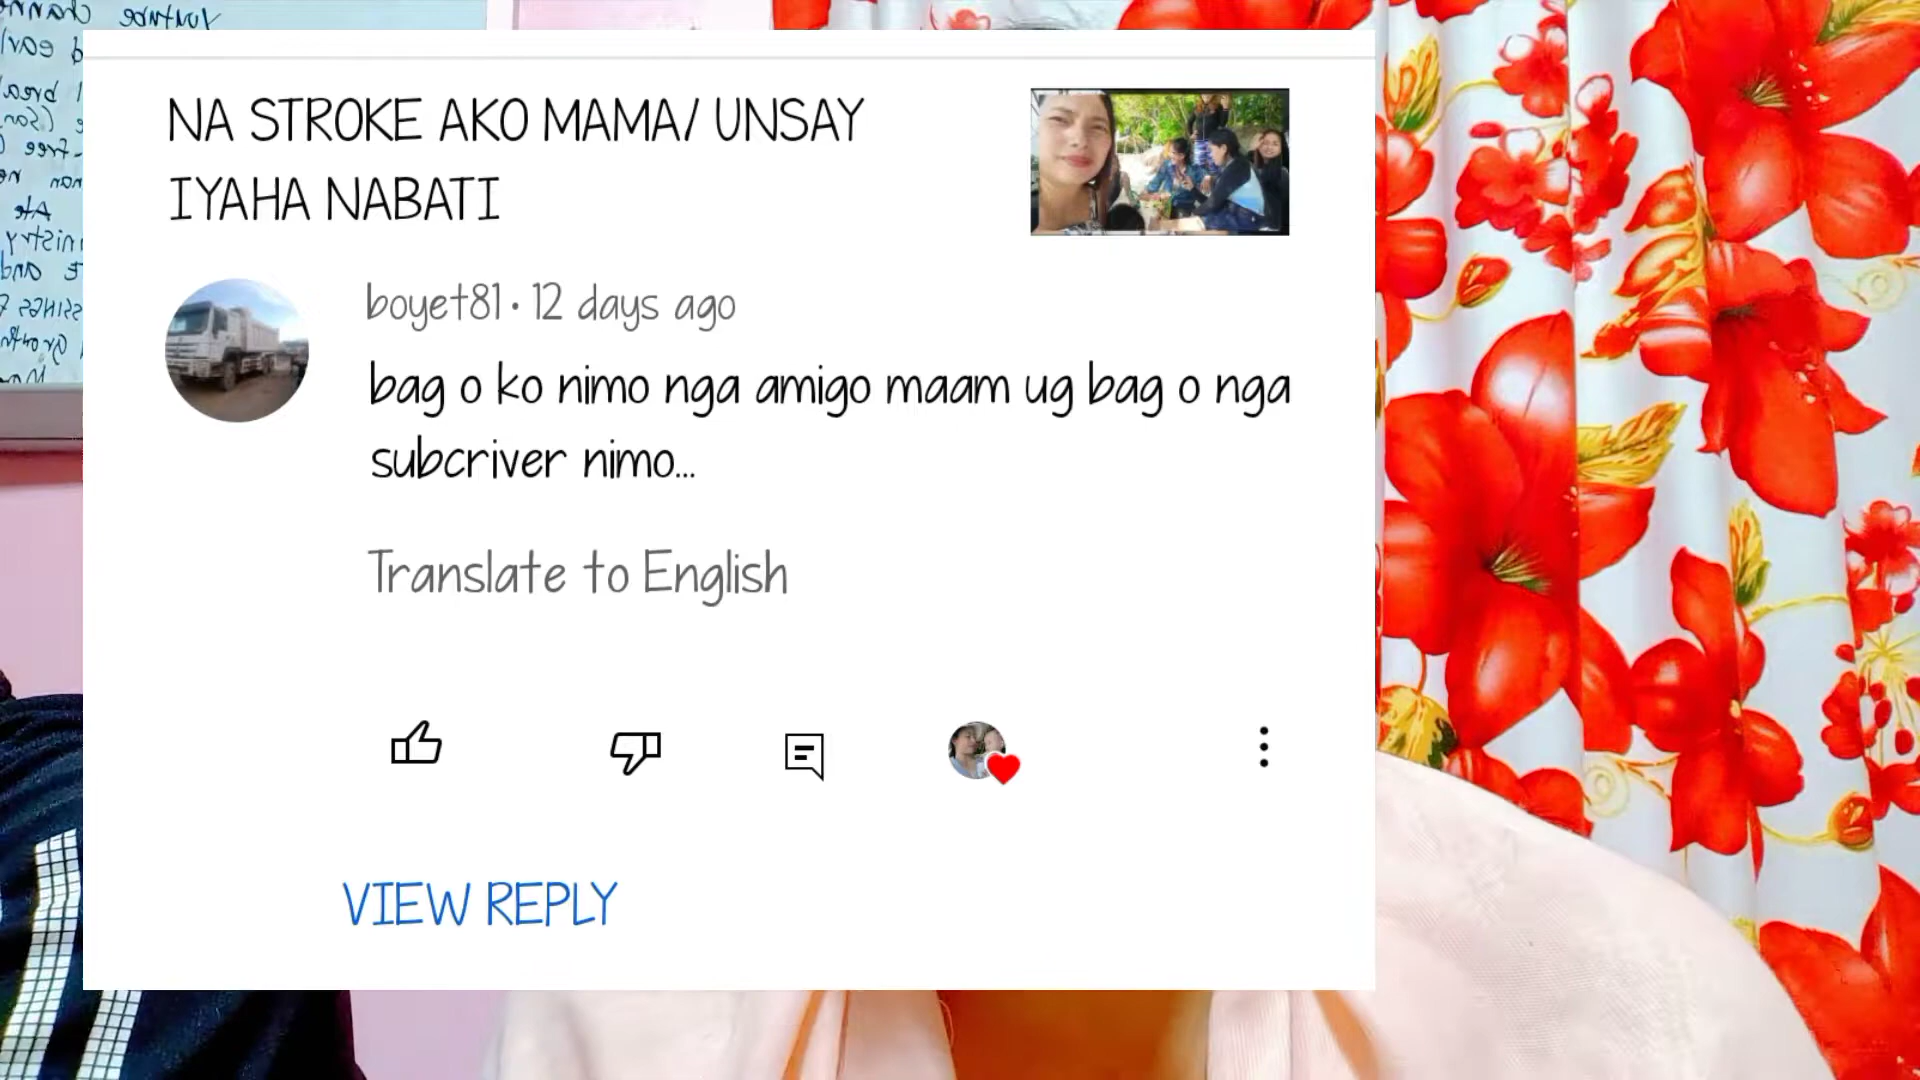 NA STROKE AKO MAMA/ UNSAY
IYAHA NABATI
boyet81 • 12 days ago
bag o ko nimo nga amigo maam ug bag o nga
subcriver nimo...
Translate to English
VIEW REPLY